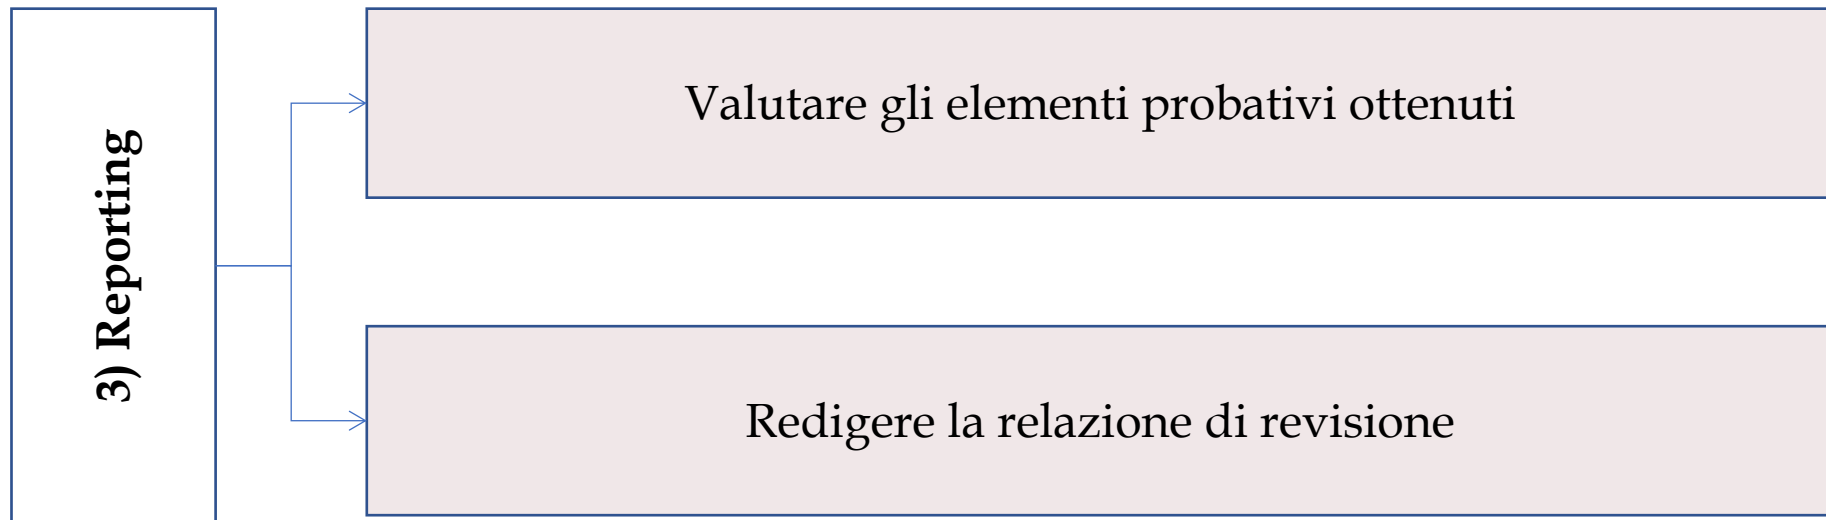 3) Reporting
Valutare gli elementi probativi ottenuti
Redigere la relazione di revisione